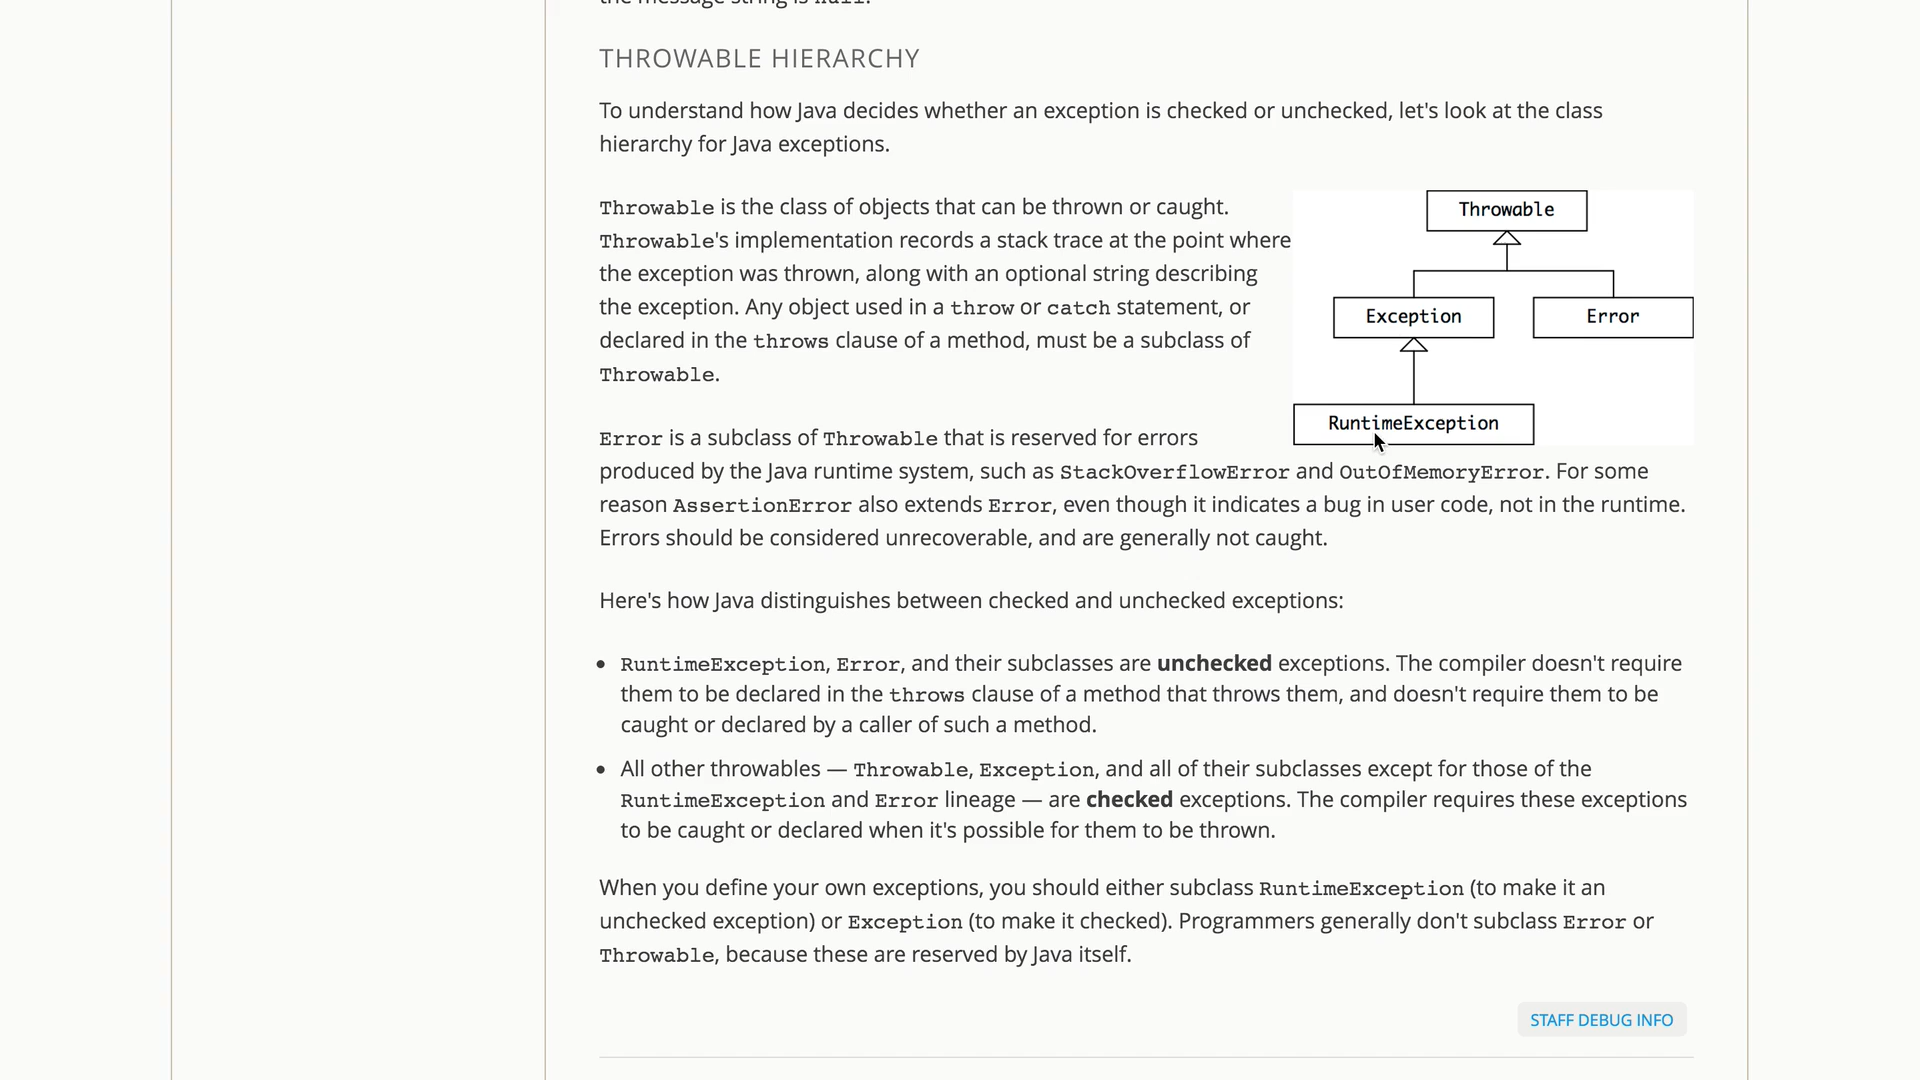 the message string is null.
THROWABLE HIERARCHY
To understand how Java decides whether an exception is checked or unchecked, let's look at the class
hierarchy for Java exceptions.
Throwable is the class of objects that can be thrown or caught.
Throwable's implementation records a stack trace at the point where
the exception was thrown, along with an optional string describing
the exception. Any object used in a throw or catch statement, or
declared in the throws clause of a method, must be a subclass of
Throwable.
Throwable
Exception
Error
RuntimeException
Error is a subclass of Throwable that is reserved for errors
produced by the Java runtime system, such as StackOverflowError and OutOfMemoryError. For some
reason AssertionError also extends Error, even though it indicates a bug in user code, not in the runtime.
Errors should be considered unrecoverable, and are generally not caught.
Here's how Java distinguishes between checked and unchecked exceptions:
• RuntimeException, Error, and their subclasses are unchecked exceptions. The compiler doesn't require
them to be declared in the throws clause of a method that throws them, and doesn't require them to be
caught or declared by a caller of such a method.
• All other throwables — Throwable, Exception, and all of their subclasses except for those of the
RuntimeException and Error lineage — are checked exceptions. The compiler requires these exceptions
to be caught or declared when it's possible for them to be thrown.
When you define your own exceptions, you should either subclass RuntimeException (to make it an
unchecked exception) or Exception (to make it checked). Programmers generally don't subclass Error or
Throwable, because these are reserved by Java itself.
STAFF DEBUG INFO